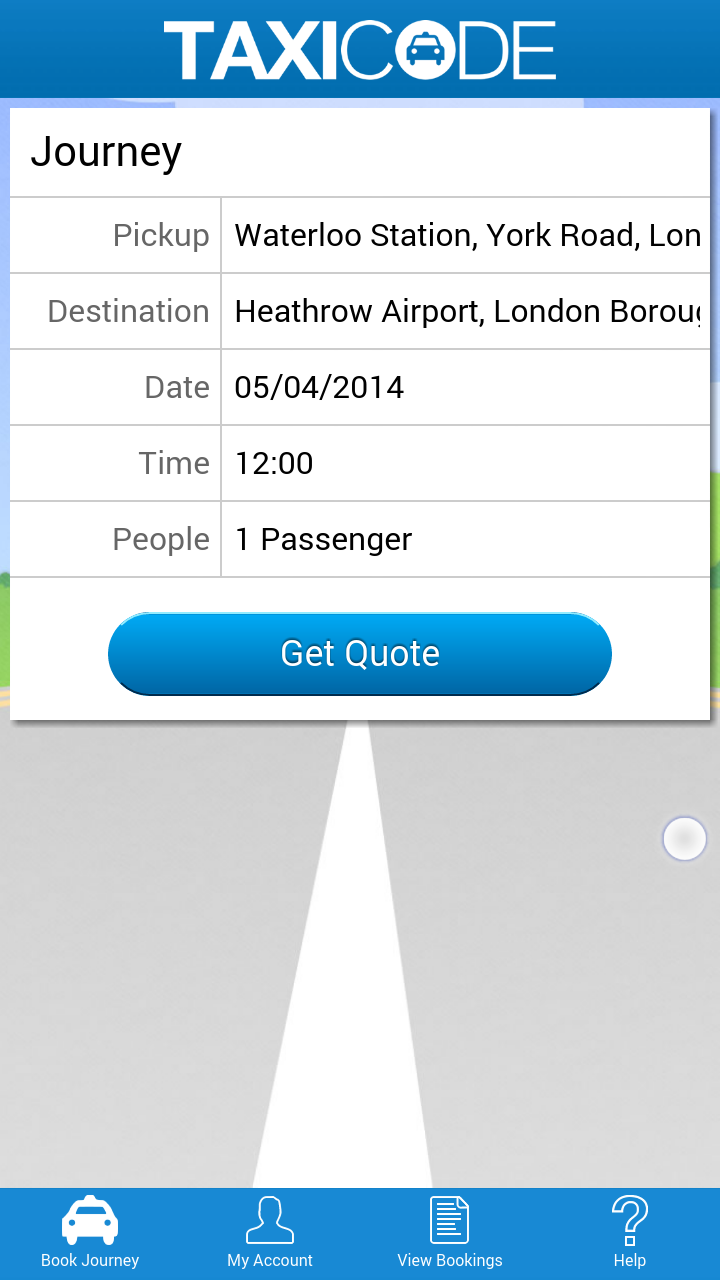 TAXICODE
Journey
Pickup Waterloo Station, York Road, Lon
Destination Heathrow Airport, London Borou
Date 05/04/2014
Time 12:00
People 1 Passenger
Get Quote
Book Journey My Account View Bookings Help